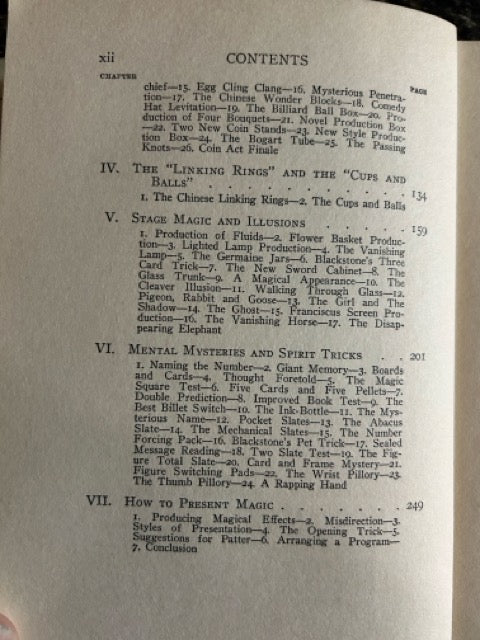 xii CONTENTS
CHAPTER PAGE
chief—15. Egg Cling Clang—16. Mysterious Penetra-
tion—17. The Chinese Wonder Blocks—18. Comedy
Hat Levitation—19. The Billiard Ball Box—20. Pro-
duction of Four Bouquets—21. Novel Production Box
—22. Two New Coin Stands—23. New Style Produc-
tion Box—24. The Bogart Tube—25. The Passing
Knots—26. Coin Act Finale
IV. The "Linking Rings" and the "Cups and
Balls" . . . . . . . . . . . . 134
1. The Chinese Linking Rings—2. The Cups and Balls
V. Stage Magic and Illusions . . . . . 159
1. Production of Fluids—2. Flower Basket Produc-
tion—3. Lighted Lamp Production—4. The Vanishing
Lamp—5. The Germaine Jars—6. Blackstone's Three
Card Trick—7. The New Sword Cabinet—8. The
Glass Trunk—9. A Magical Appearance—10. The
Cleaver Illusion—11. Walking Through Glass—12.
Pigeon, Rabbit and Goose—13. The Girl and The
Shadow—14. The Ghost—15. Franciscus Screen Pro-
duction—16. The Vanishing Horse—17. The Disap-
pearing Elephant
VI. Mental Mysteries and Spirit Tricks . . 201
1. Naming the Number—2. Giant Memory—3. Boards
and Cards—4. Thought Foretold—5. The Magic
Square Test—6. Five Cards and Five Pellets—7.
Double Prediction—8. Improved Book Test—9. The
Best Billet Switch—10. The Ink-Bottle—11. The Mys-
terious Name—12. Pocket Slates—13. The Abacus
Slate—14. The Mechanical Slates—15. The Number
Forcing Pack—16. Blackstone's Pet Trick—17. Sealed
Message Reading—18. Two Slate Test—19. The Fig-
ure Total Slate—20. Card and Frame Mystery—21.
Figure Switching Pads—22. The Wrist Pillory—23.
The Thumb Pillory—24. A Rapping Hand
VII. How to Present Magic . . . . . . . 249
1. Producing Magical Effects—2. Misdirection—3.
Styles of Presentation—4. The Opening Trick—5.
Suggestions for Patter—6. Arranging a Program—
7. Conclusion